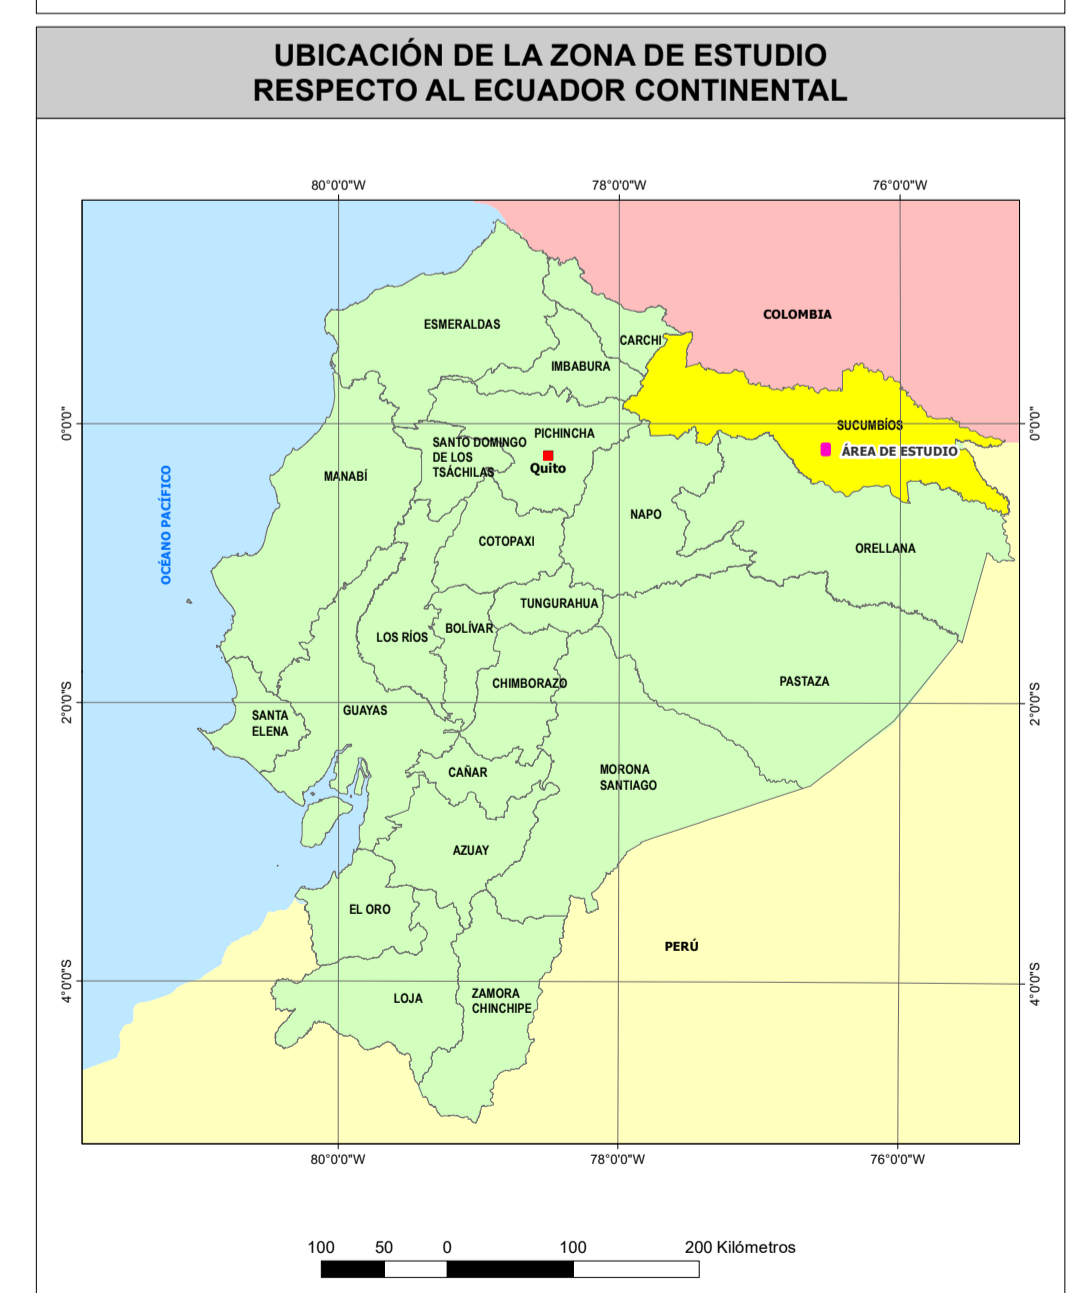 UBICACIÓN DE LA ZONA DE ESTUDIO
RESPECTO AL ECUADOR CONTINENTAL
80°0'0"W
78°0'0"W
76°0'0"W
COLOMBIA
ESMERALDAS
CARCHI
IMBABURA
0°0'0"
0°0'0"
SUCUMBÍOS
PICHINCHA
SANTO DOMINGO
DE LOS
TSÁCHILAS
Quito
ÁREA DE ESTUDIO
MANABÍ
OCÉANO PACÍFICO
NAPO
COTOPAXI
ORELLANA
TUNGURAHUA
BOLÍVAR
LOS RÍOS
CHIMBORAZO
PASTAZA
2°0'0"S
2°0'0"S
GUAYAS
SANTA
ELENA
CAÑAR
MORONA
SANTIAGO
AZUAY
EL ORO
PERÚ
4°0'0"S
4°0'0"S
LOJA
ZAMORA
CHINCHIPE
80°0'0"W
78°0'0"W
76°0'0"W
100 50 0 100 200 Kilómetros